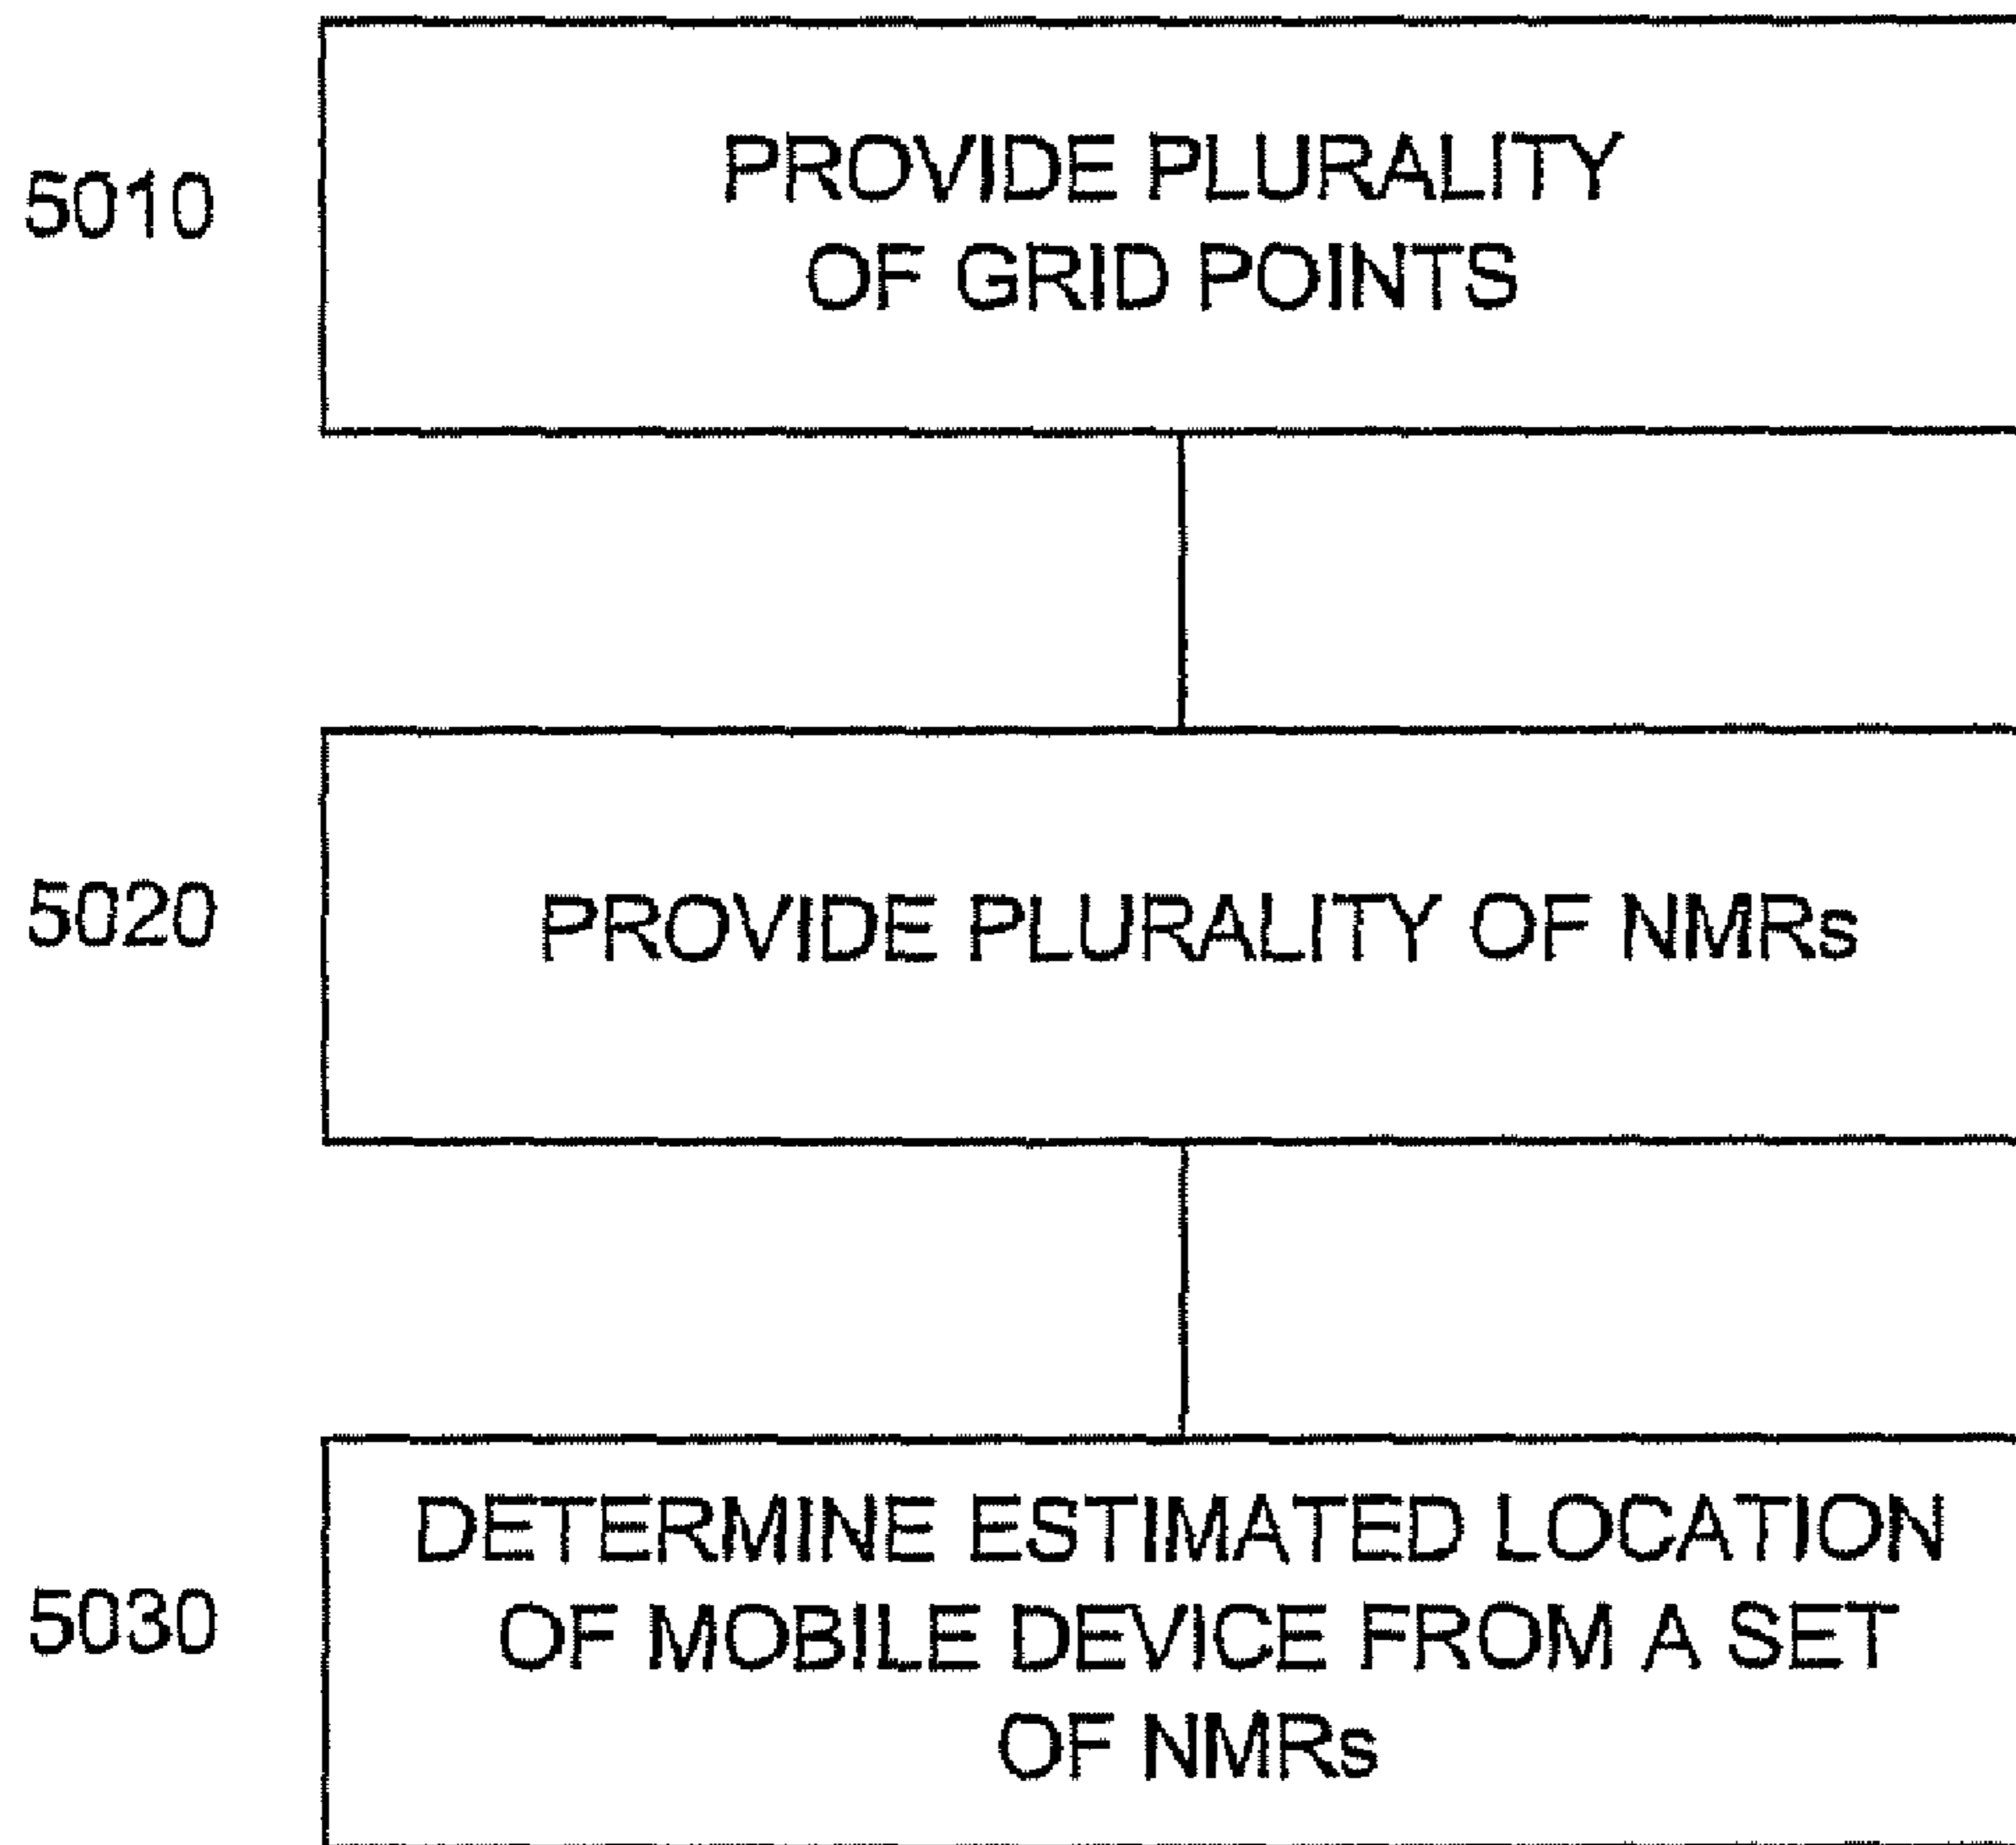 5010
PROVIDE PLURALITY
OF GRID POINTS
5020
PROVIDE PLURALITY OF NMRs
5030
DETERMINE ESTIMATED LOCATION
OF MOBILE DEVICE FROM A SET
OF NMRs